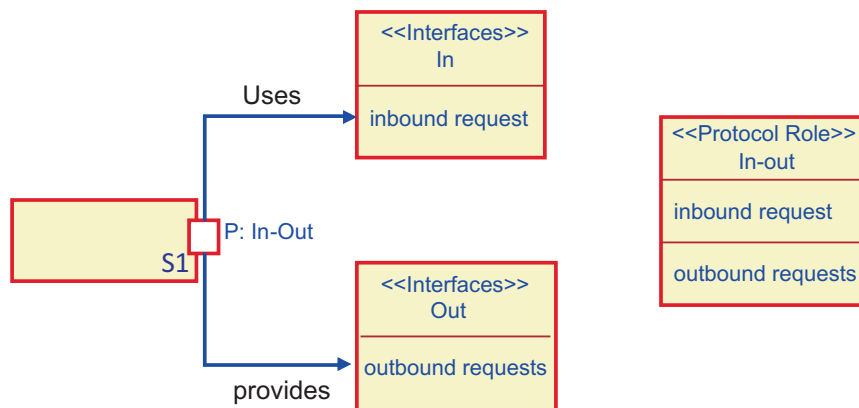 <<Interfaces>>
In
inbound request
Uses
<<Protocol Role>>
In-out
inbound request
outbound requests
P: In-Out
S1
<<Interfaces>>
Out
outbound requests
provides